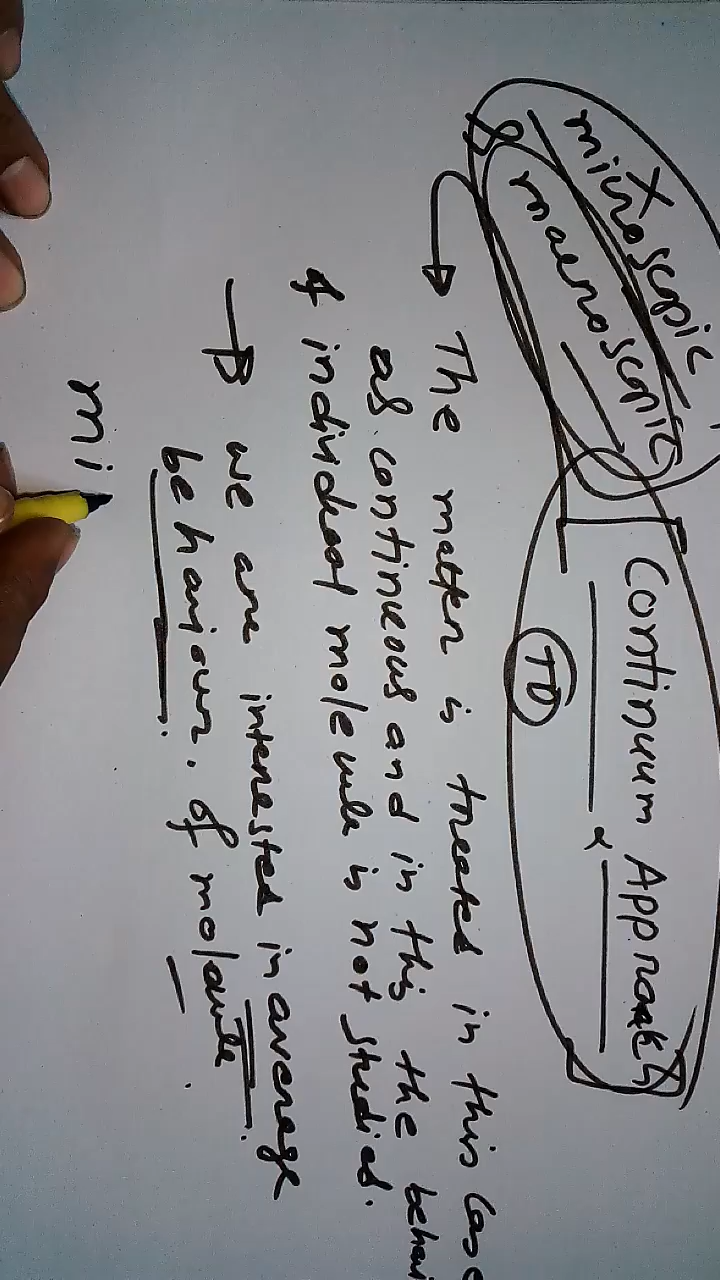 microscopic
macroscopic
Continuum Approach
TD
The matter is treated in this case
as continuous and in this the behavi
of individual molecule is not studied.
we are interested in average
behaviour. of molecule.
mi